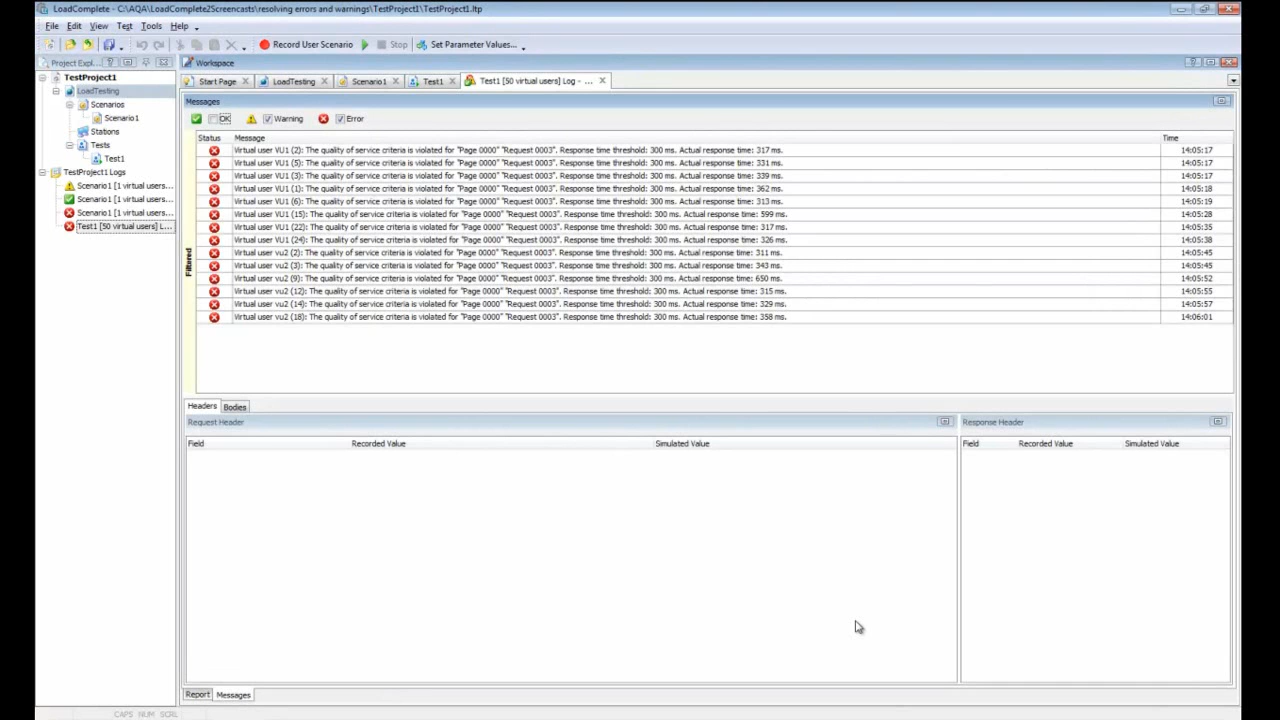 LoadComplete - C:\AQA\LoadComplete2Screencasts\resolving errors and warnings\TestProject1\TestProject1.ltp
File Edit View Test Tools Help
Record User Scenario Stop Set Parameter Values...
Project Expl... Workspace
TestProject1
LoadTesting
Scenarios
Scenario1
Stations
Tests
Test1
TestProject1 Logs
Scenario1 [1 virtual users...
Scenario1 [1 virtual users...
Scenario1 [1 virtual users...
Test1 [50 virtual users] L...
Start Page LoadTesting Scenario1 Test1 Test1 [50 virtual users] Log - ...
Messages
OK Warning Error
Status Message Time
Virtual user VU1 (2): The quality of service criteria is violated for "Page 0000" "Request 0003". Response time threshold: 300 ms. Actual response time: 317 ms. 14:05:17
Virtual user VU1 (5): The quality of service criteria is violated for "Page 0000" "Request 0003". Response time threshold: 300 ms. Actual response time: 331 ms. 14:05:17
Virtual user VU1 (3): The quality of service criteria is violated for "Page 0000" "Request 0003". Response time threshold: 300 ms. Actual response time: 339 ms. 14:05:17
Virtual user VU1 (1): The quality of service criteria is violated for "Page 0000" "Request 0003". Response time threshold: 300 ms. Actual response time: 362 ms. 14:05:18
Virtual user VU1 (6): The quality of service criteria is violated for "Page 0000" "Request 0003". Response time threshold: 300 ms. Actual response time: 313 ms. 14:05:19
Virtual user VU1 (15): The quality of service criteria is violated for "Page 0000" "Request 0003". Response time threshold: 300 ms. Actual response time: 599 ms. 14:05:28
Virtual user VU1 (22): The quality of service criteria is violated for "Page 0000" "Request 0003". Response time threshold: 300 ms. Actual response time: 317 ms. 14:05:35
Virtual user VU1 (24): The quality of service criteria is violated for "Page 0000" "Request 0003". Response time threshold: 300 ms. Actual response time: 326 ms. 14:05:38
Virtual user vu2 (2): The quality of service criteria is violated for "Page 0000" "Request 0003". Response time threshold: 300 ms. Actual response time: 311 ms. 14:05:45
Virtual user vu2 (3): The quality of service criteria is violated for "Page 0000" "Request 0003". Response time threshold: 300 ms. Actual response time: 343 ms. 14:05:45
Virtual user vu2 (9): The quality of service criteria is violated for "Page 0000" "Request 0003". Response time threshold: 300 ms. Actual response time: 650 ms. 14:05:52
Virtual user vu2 (12): The quality of service criteria is violated for "Page 0000" "Request 0003". Response time threshold: 300 ms. Actual response time: 315 ms. 14:05:55
Virtual user vu2 (14): The quality of service criteria is violated for "Page 0000" "Request 0003". Response time threshold: 300 ms. Actual response time: 329 ms. 14:05:57
Virtual user vu2 (18): The quality of service criteria is violated for "Page 0000" "Request 0003". Response time threshold: 300 ms. Actual response time: 358 ms. 14:06:01
Filtered
Headers Bodies
Request Header Response Header
Field Recorded Value Simulated Value Field Recorded Value Simulated Value
Report Messages
CAPS NUM SCRL